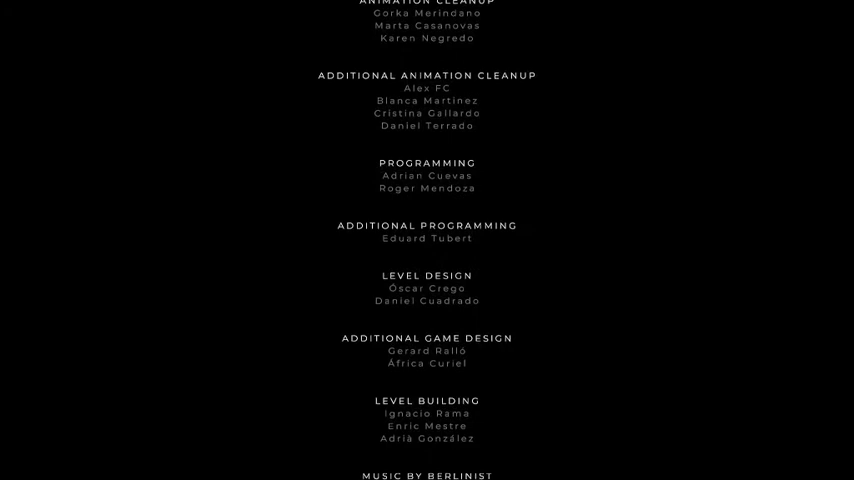 ANIMATION CLEANUP
Gorka Merindano
Marta Casanovas
Karen Negredo
ADDITIONAL ANIMATION CLEANUP
Alex FC
Blanca Martínez
Cristina Gallardo
Daniel Terrado
PROGRAMMING
Adrian Cuevas
Roger Mendoza
ADDITIONAL PROGRAMMING
Eduard Tubert
LEVEL DESIGN
Óscar Crego
Daniel Cuadrado
ADDITIONAL GAME DESIGN
Gerard Ralló
África Curiel
LEVEL BUILDING
Ignacio Rama
Enric Mestre
Adrià González
MUSIC BY BERLINIST